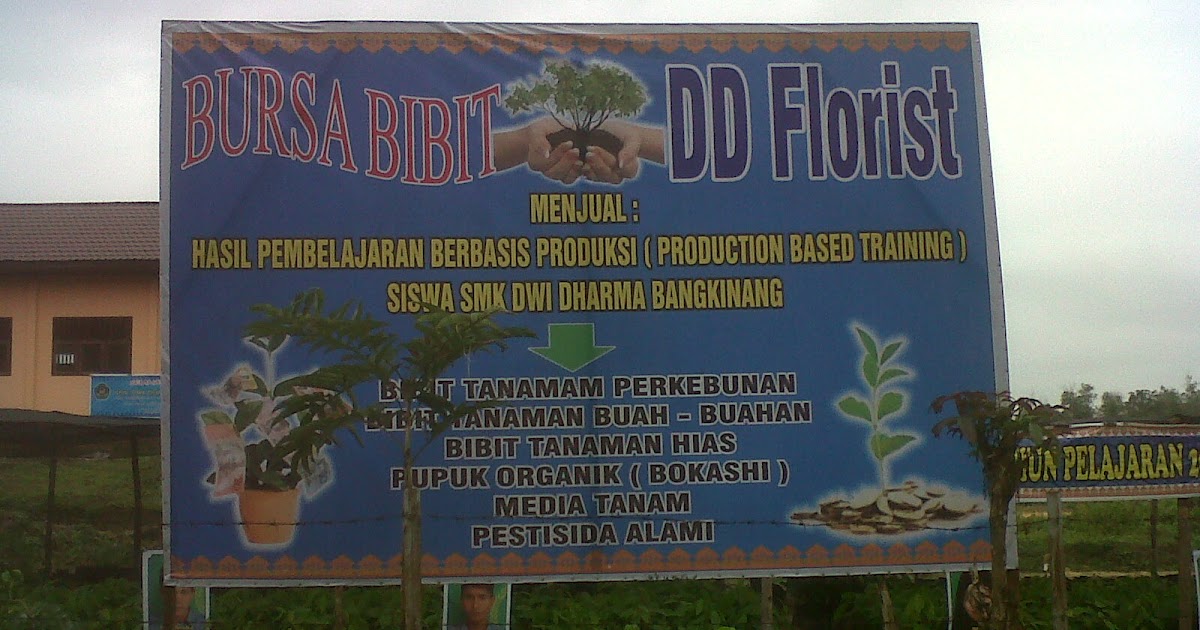 BURSA BIBIT DD Florist
MENJUAL :
HASIL PEMBELAJARAN BERBASIS PRODUKSI ( PRODUCTION BASED TRAINING )
SISWA SMK DWI DHARMA BANGKINANG
BIBIT TANAMAM PERKEBUNAN
BIBIT TANAMAN BUAH - BUAHAN
BIBIT TANAMAN HIAS
PUPUK ORGANIK ( BOKASHI )
MEDIA TANAM
PESTISIDA ALAMI
PELAJARAN